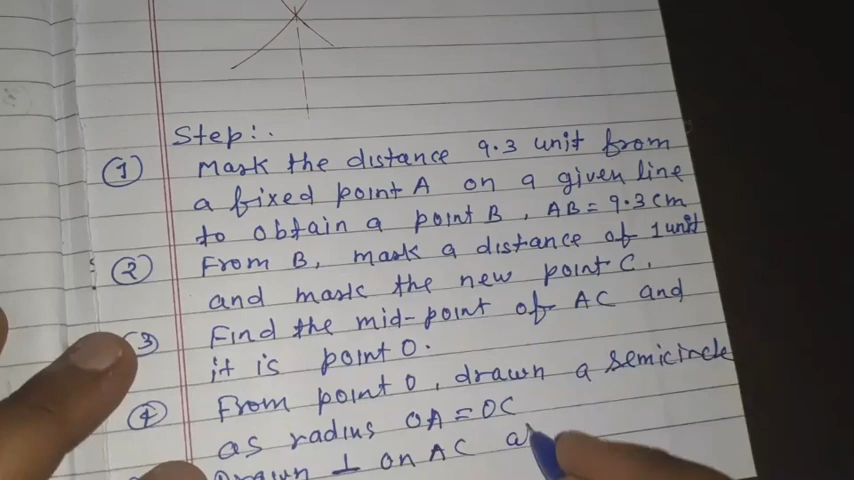 Step:.
① Mark the distance 9.3 unit from
a fixed point A on a given line
to obtain a point B, AB = 9.3 cm
② From B, mark a distance of 1 unit
and mark the new point C.
③ Find the mid-point of AC and
it is point O.
④ From point O, drawn a semicircle
as radius OA = OC
Drawn ⊥ on AC a